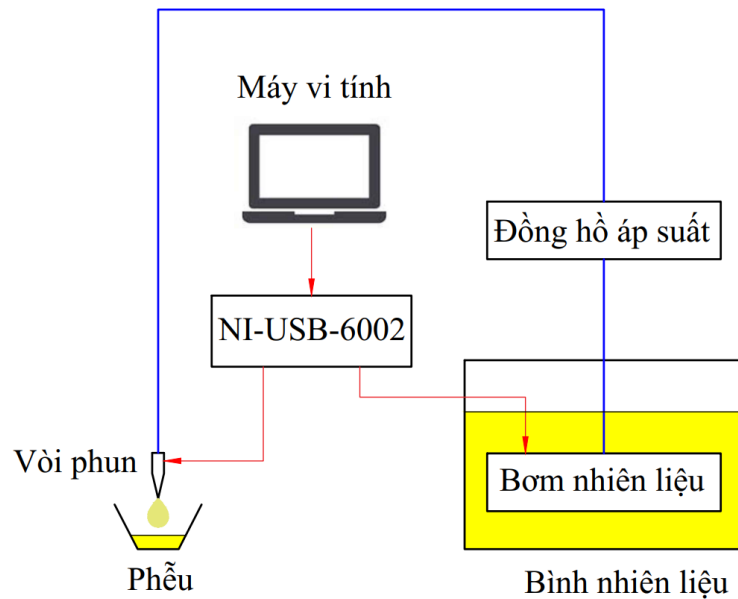 Máy vi tính
Đồng hồ áp suất
NI-USB-6002
Vòi phun
Bơm nhiên liệu
Phễu
Bình nhiên liệu